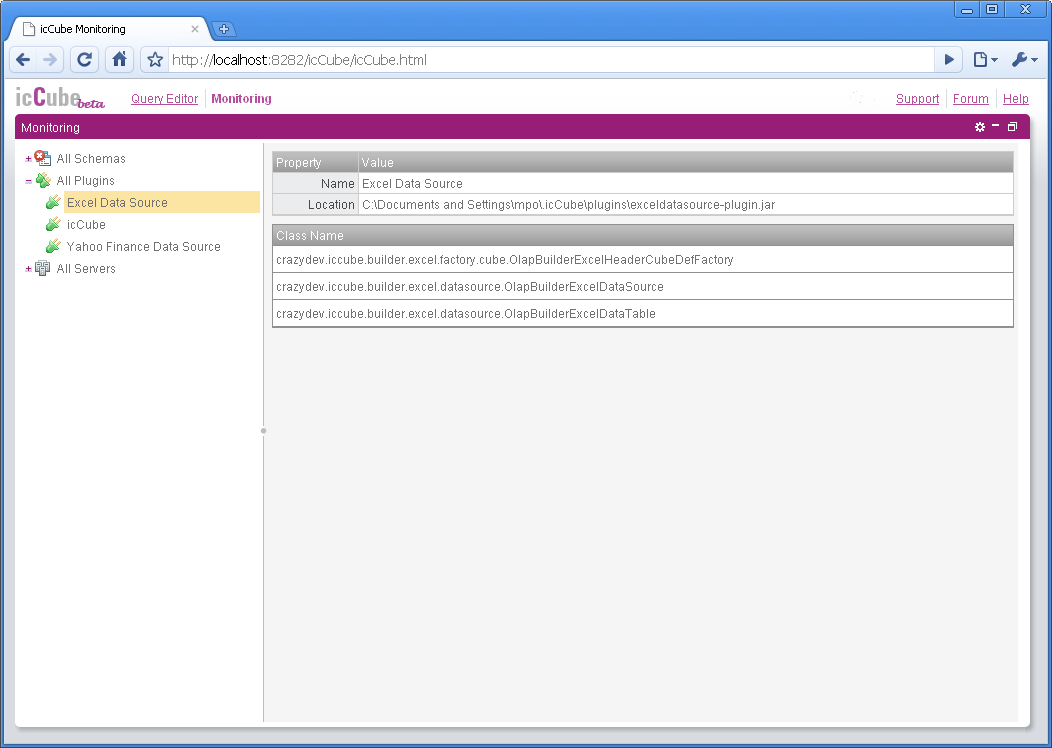 icCube Monitoring
http://localhost:8282/icCube/icCube.html
icCube beta Query Editor Monitoring Support Forum Help
Monitoring
All Schemas
All Plugins
Excel Data Source
icCube
Yahoo Finance Data Source
All Servers
Property Value
Name Excel Data Source
Location C:\Documents and Settings\mpo\.icCube\plugins\exceldatasource-plugin.jar
Class Name
crazydev.iccube.builder.excel.factory.cube.OlapBuilderExcelHeaderCubeDefFactory
crazydev.iccube.builder.excel.datasource.OlapBuilderExcelDataSource
crazydev.iccube.builder.excel.datasource.OlapBuilderExcelDataTable